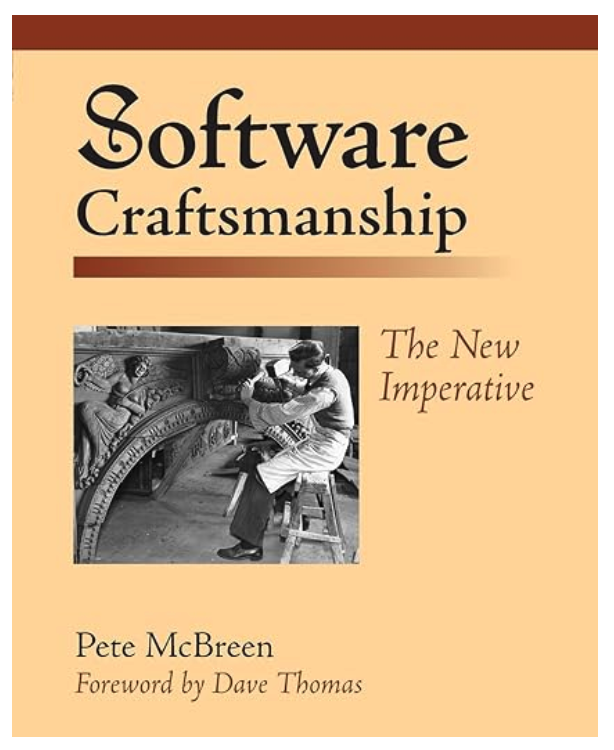 Software
Craftsmanship
The New
Imperative
Pete McBreen
Foreword by Dave Thomas